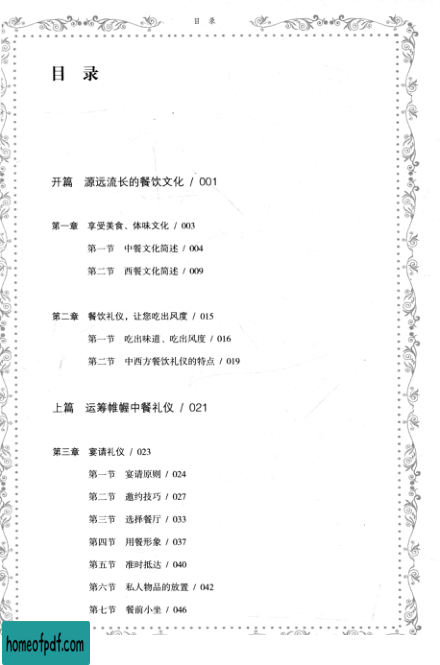 目 录
目 录
开篇 源远流长的餐饮文化 / 001
第一章 享受美食、体味文化 / 003
第一节 中餐文化简述 / 004
第二节 西餐文化简述 / 009
第二章 餐饮礼仪，让您吃出风度 / 015
第一节 吃出味道、吃出风度 / 016
第二节 中西方餐饮礼仪的特点 / 019
上篇 运筹帷幄中餐礼仪 / 021
第三章 宴请礼仪 / 023
第一节 宴请原则 / 024
第二节 邀约技巧 / 027
第三节 选择餐厅 / 033
第四节 用餐形象 / 037
第五节 准时抵达 / 040
第六节 私人物品的放置 / 042
第七节 餐前小坐 / 046
homeofpdf.com